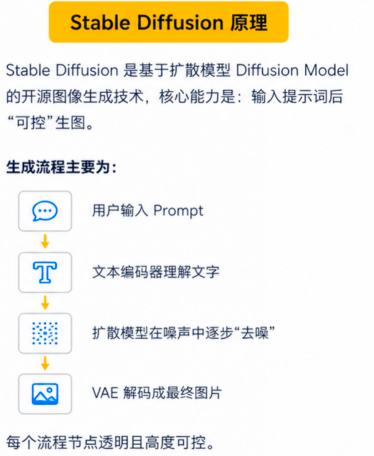 Stable Diffusion 原理
Stable Diffusion 是基于扩散模型 Diffusion Model
的开源图像生成技术，核心能力是：输入提示词后
“可控”生图。
生成流程主要为：
用户输入 Prompt
文本编码器理解文字
扩散模型在噪声中逐步“去噪”
VAE 解码成最终图片
每个流程节点透明且高度可控。